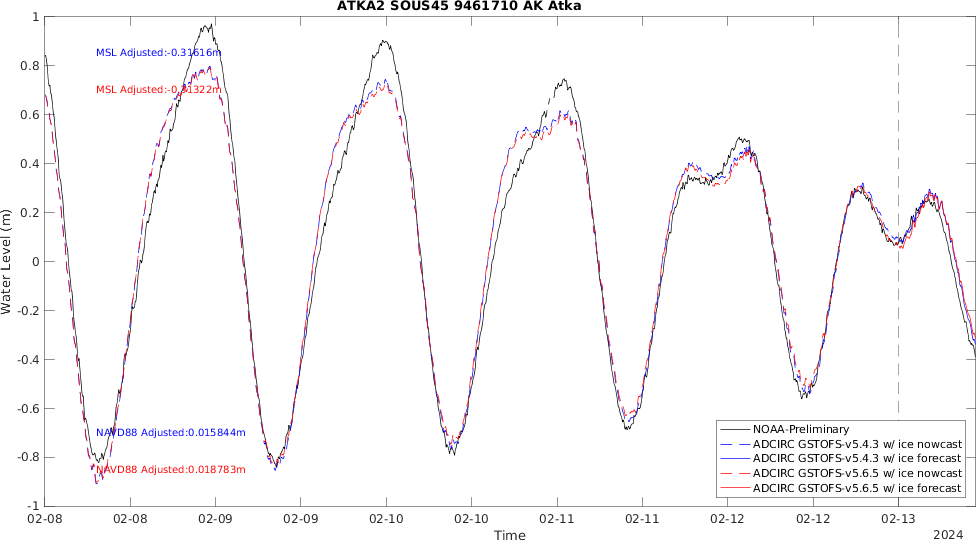 ATKA2 SOUS45 9461710 AK Atka
1
0.8
0.6
0.4
0.2
0
-0.2
-0.4
-0.6
-0.8
-1
Water Level (m)
MSL Adjusted:-0.31616m
MSL Adjusted:-0.31322m
NAVD88 Adjusted:0.015844m
NAVD88 Adjusted:0.018783m
NOAA-Preliminary
ADCIRC GSTOFS-v5.4.3 w/ ice nowcast
ADCIRC GSTOFS-v5.4.3 w/ ice forecast
ADCIRC GSTOFS-v5.6.5 w/ ice nowcast
ADCIRC GSTOFS-v5.6.5 w/ ice forecast
02-08 02-08 02-09 02-09 02-10 02-10 02-11 02-11 02-12 02-12 02-13
Time
2024